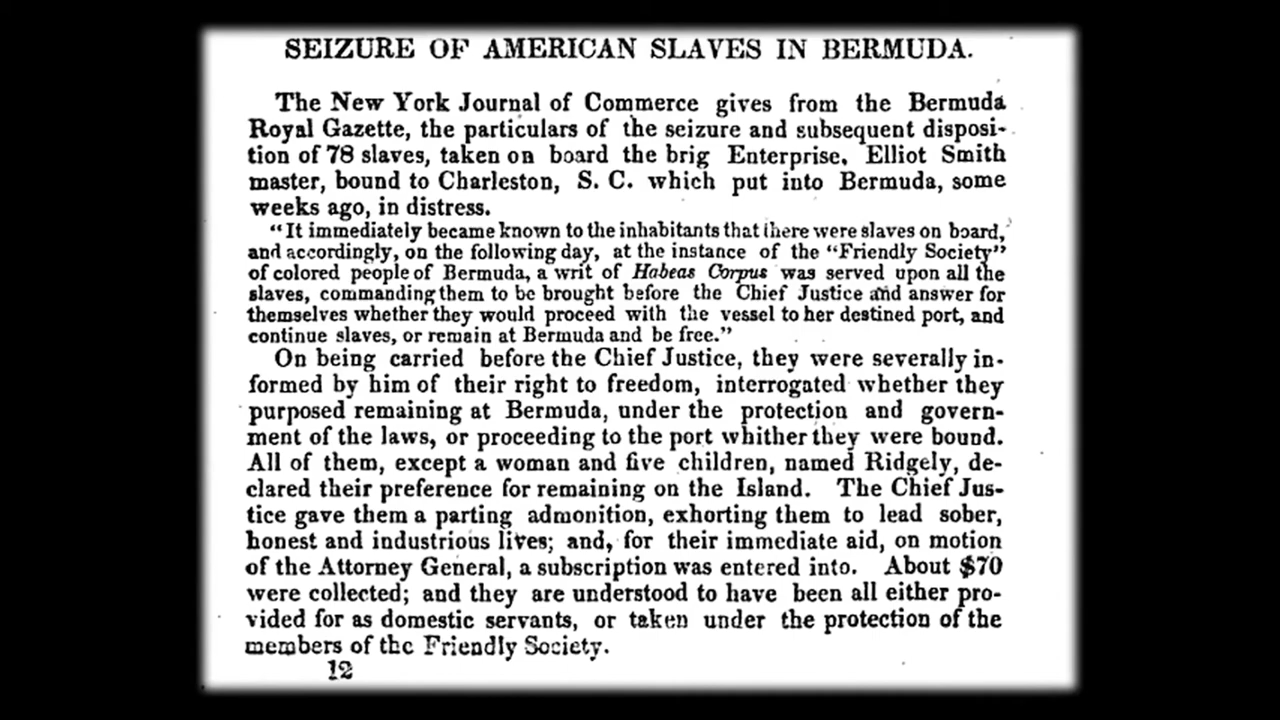 SEIZURE OF AMERICAN SLAVES IN BERMUDA.
The New York Journal of Commerce gives from the Bermuda
Royal Gazette, the particulars of the seizure and subsequent disposi-
tion of 78 slaves, taken on board the brig Enterprise, Elliot Smith
master, bound to Charleston, S. C. which put into Bermuda, some
weeks ago, in distress.
"It immediately became known to the inhabitants that there were slaves on board,
and accordingly, on the following day, at the instance of the "Friendly Society"
of colored people of Bermuda, a writ of Habeas Corpus was served upon all the
slaves, commanding them to be brought before the Chief Justice and answer for
themselves whether they would proceed with the vessel to her destined port, and
continue slaves, or remain at Bermuda and be free."
On being carried before the Chief Justice, they were severally in-
formed by him of their right to freedom, interrogated whether they
purposed remaining at Bermuda, under the protection and govern-
ment of the laws, or proceeding to the port whither they were bound.
All of them, except a woman and five children, named Ridgely, de-
clared their preference for remaining on the Island. The Chief Jus-
tice gave them a parting admonition, exhorting them to lead sober,
honest and industrious lives; and, for their immediate aid, on motion
of the Attorney General, a subscription was entered into. About $70
were collected; and they are understood to have been all either pro-
vided for as domestic servants, or taken under the protection of the
members of the Friendly Society.
12